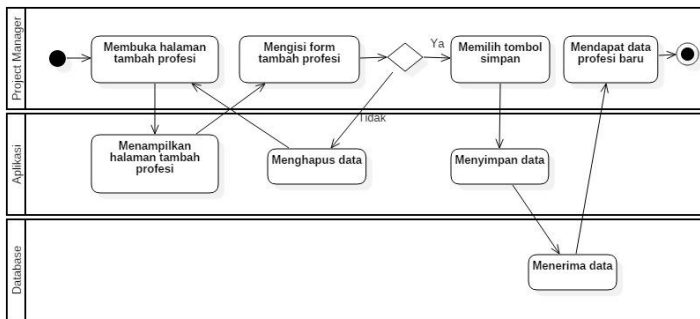 Project Manager
Membuka halaman
tambah profesi
Mengisi form
tambah profesi
Ya
Memilih tombol
simpan
Mendapat data
profesi baru
Tidak
Aplikasi
Menampilkan
halaman tambah
profesi
Menghapus data
Menyimpan data
Database
Menerima data